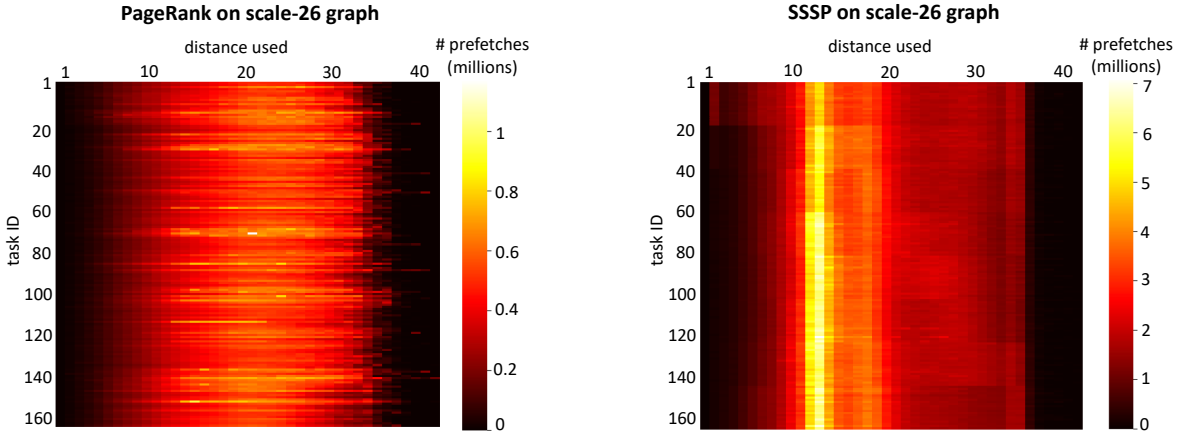 PageRank on scale-26 graph
distance used
# prefetches
(millions)
1 10 20 30 40
1
20
40
60
80
100
120
140
160
task ID
1
0.8
0.6
0.4
0.2
0
SSSP on scale-26 graph
distance used
# prefetches
(millions)
1 10 20 30 40
1
20
40
60
80
100
120
140
160
task ID
7
6
5
4
3
2
1
0